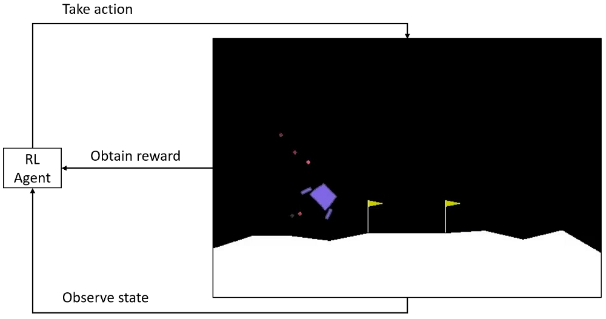 Take action
RL
Agent
Obtain reward
Observe state